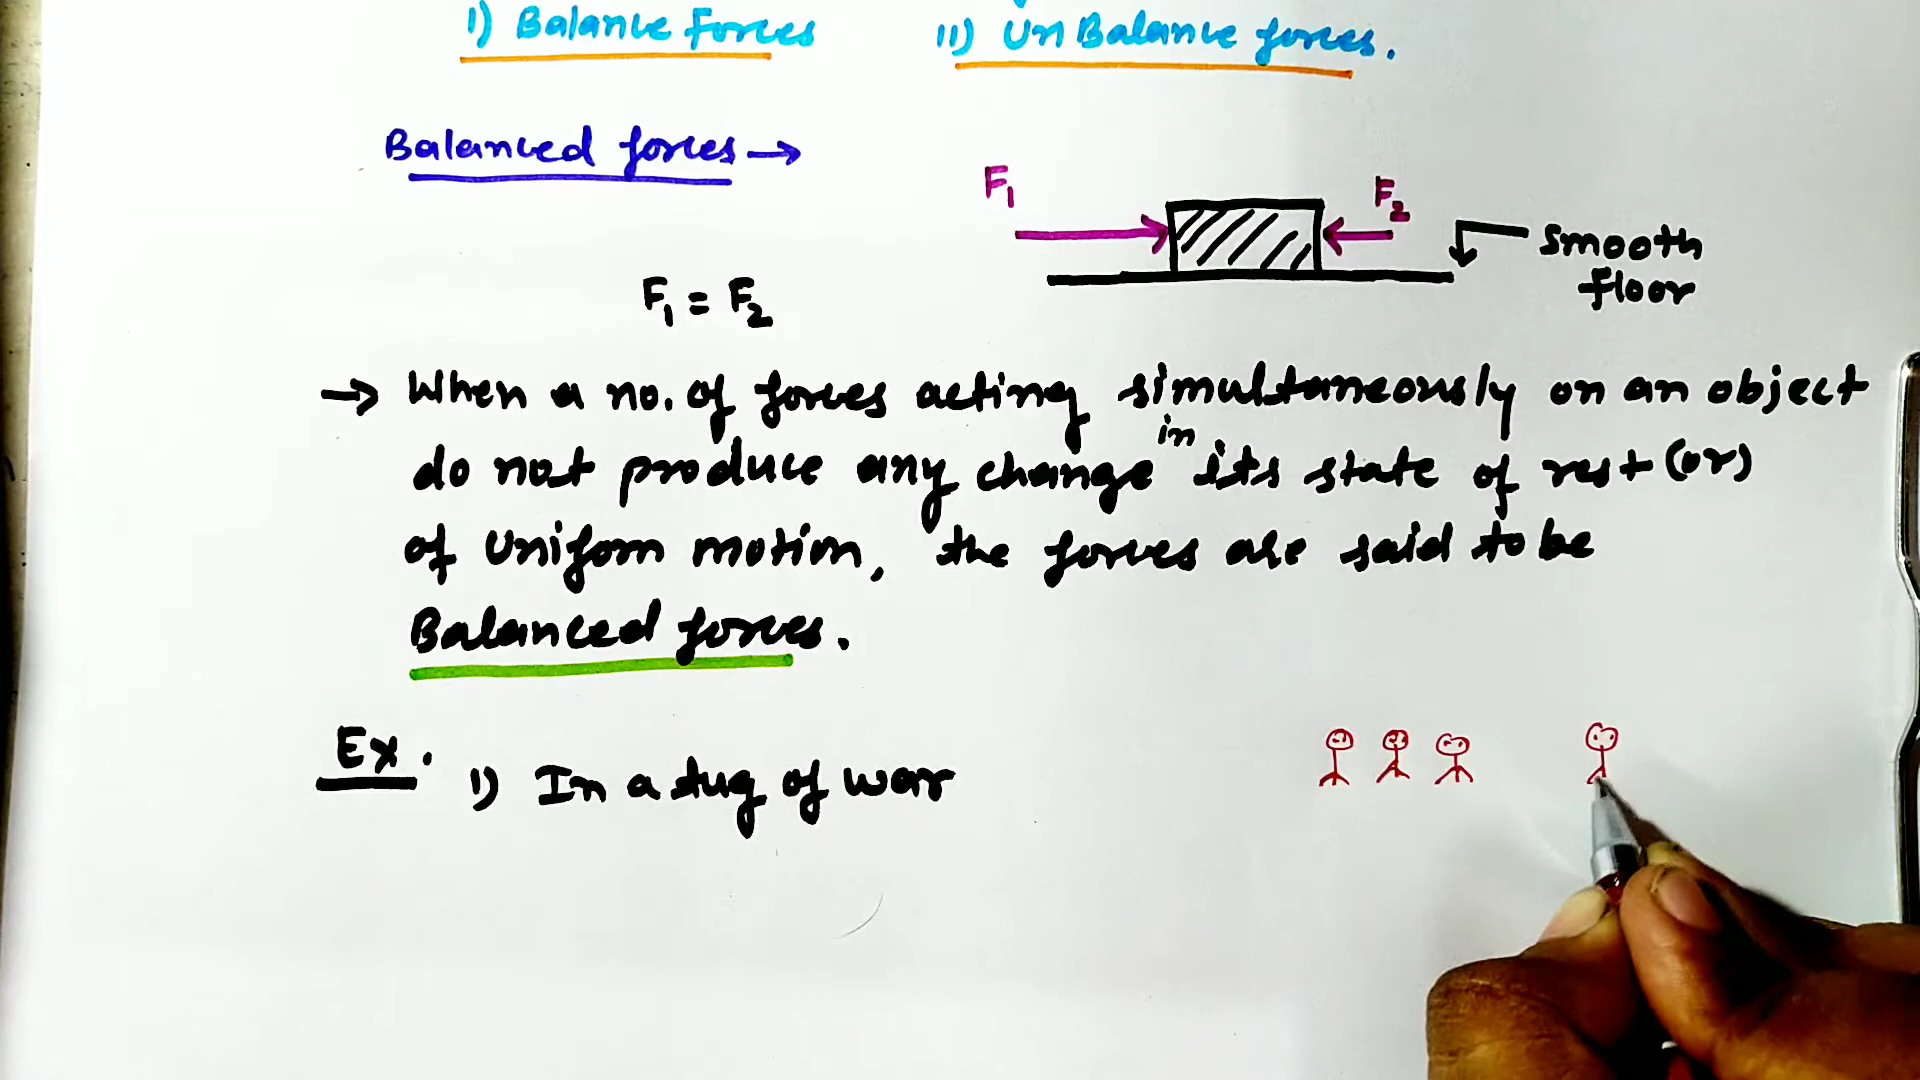 I) Balance Forces II) Un Balance forces.
Balanced forces →
F₁ F₂
Smooth
floor
F₁ = F₂
→ When a no. of forces acting simultaneously on an object
do not produce any change in its state of rest (or)
of Uniform motion, the forces are said to be
Balanced forces.
Ex. 1) In a tug of war